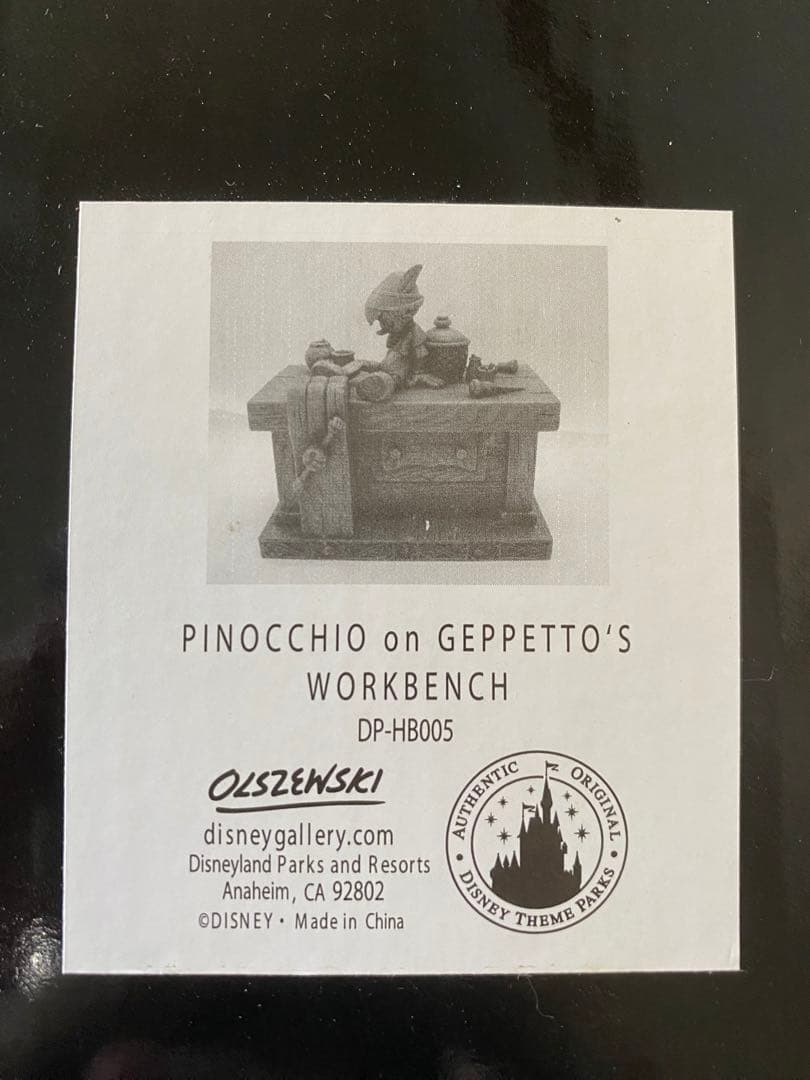 PINOCCHIO on GEPPETTO‘S
WORKBENCH
DP-HB005
OLSZEWSKI
disneygallery.com
Disneyland Parks and Resorts
Anaheim, CA 92802
©DISNEY • Made in China
AUTHENTIC ORIGINAL
• DISNEY THEME PARKS •